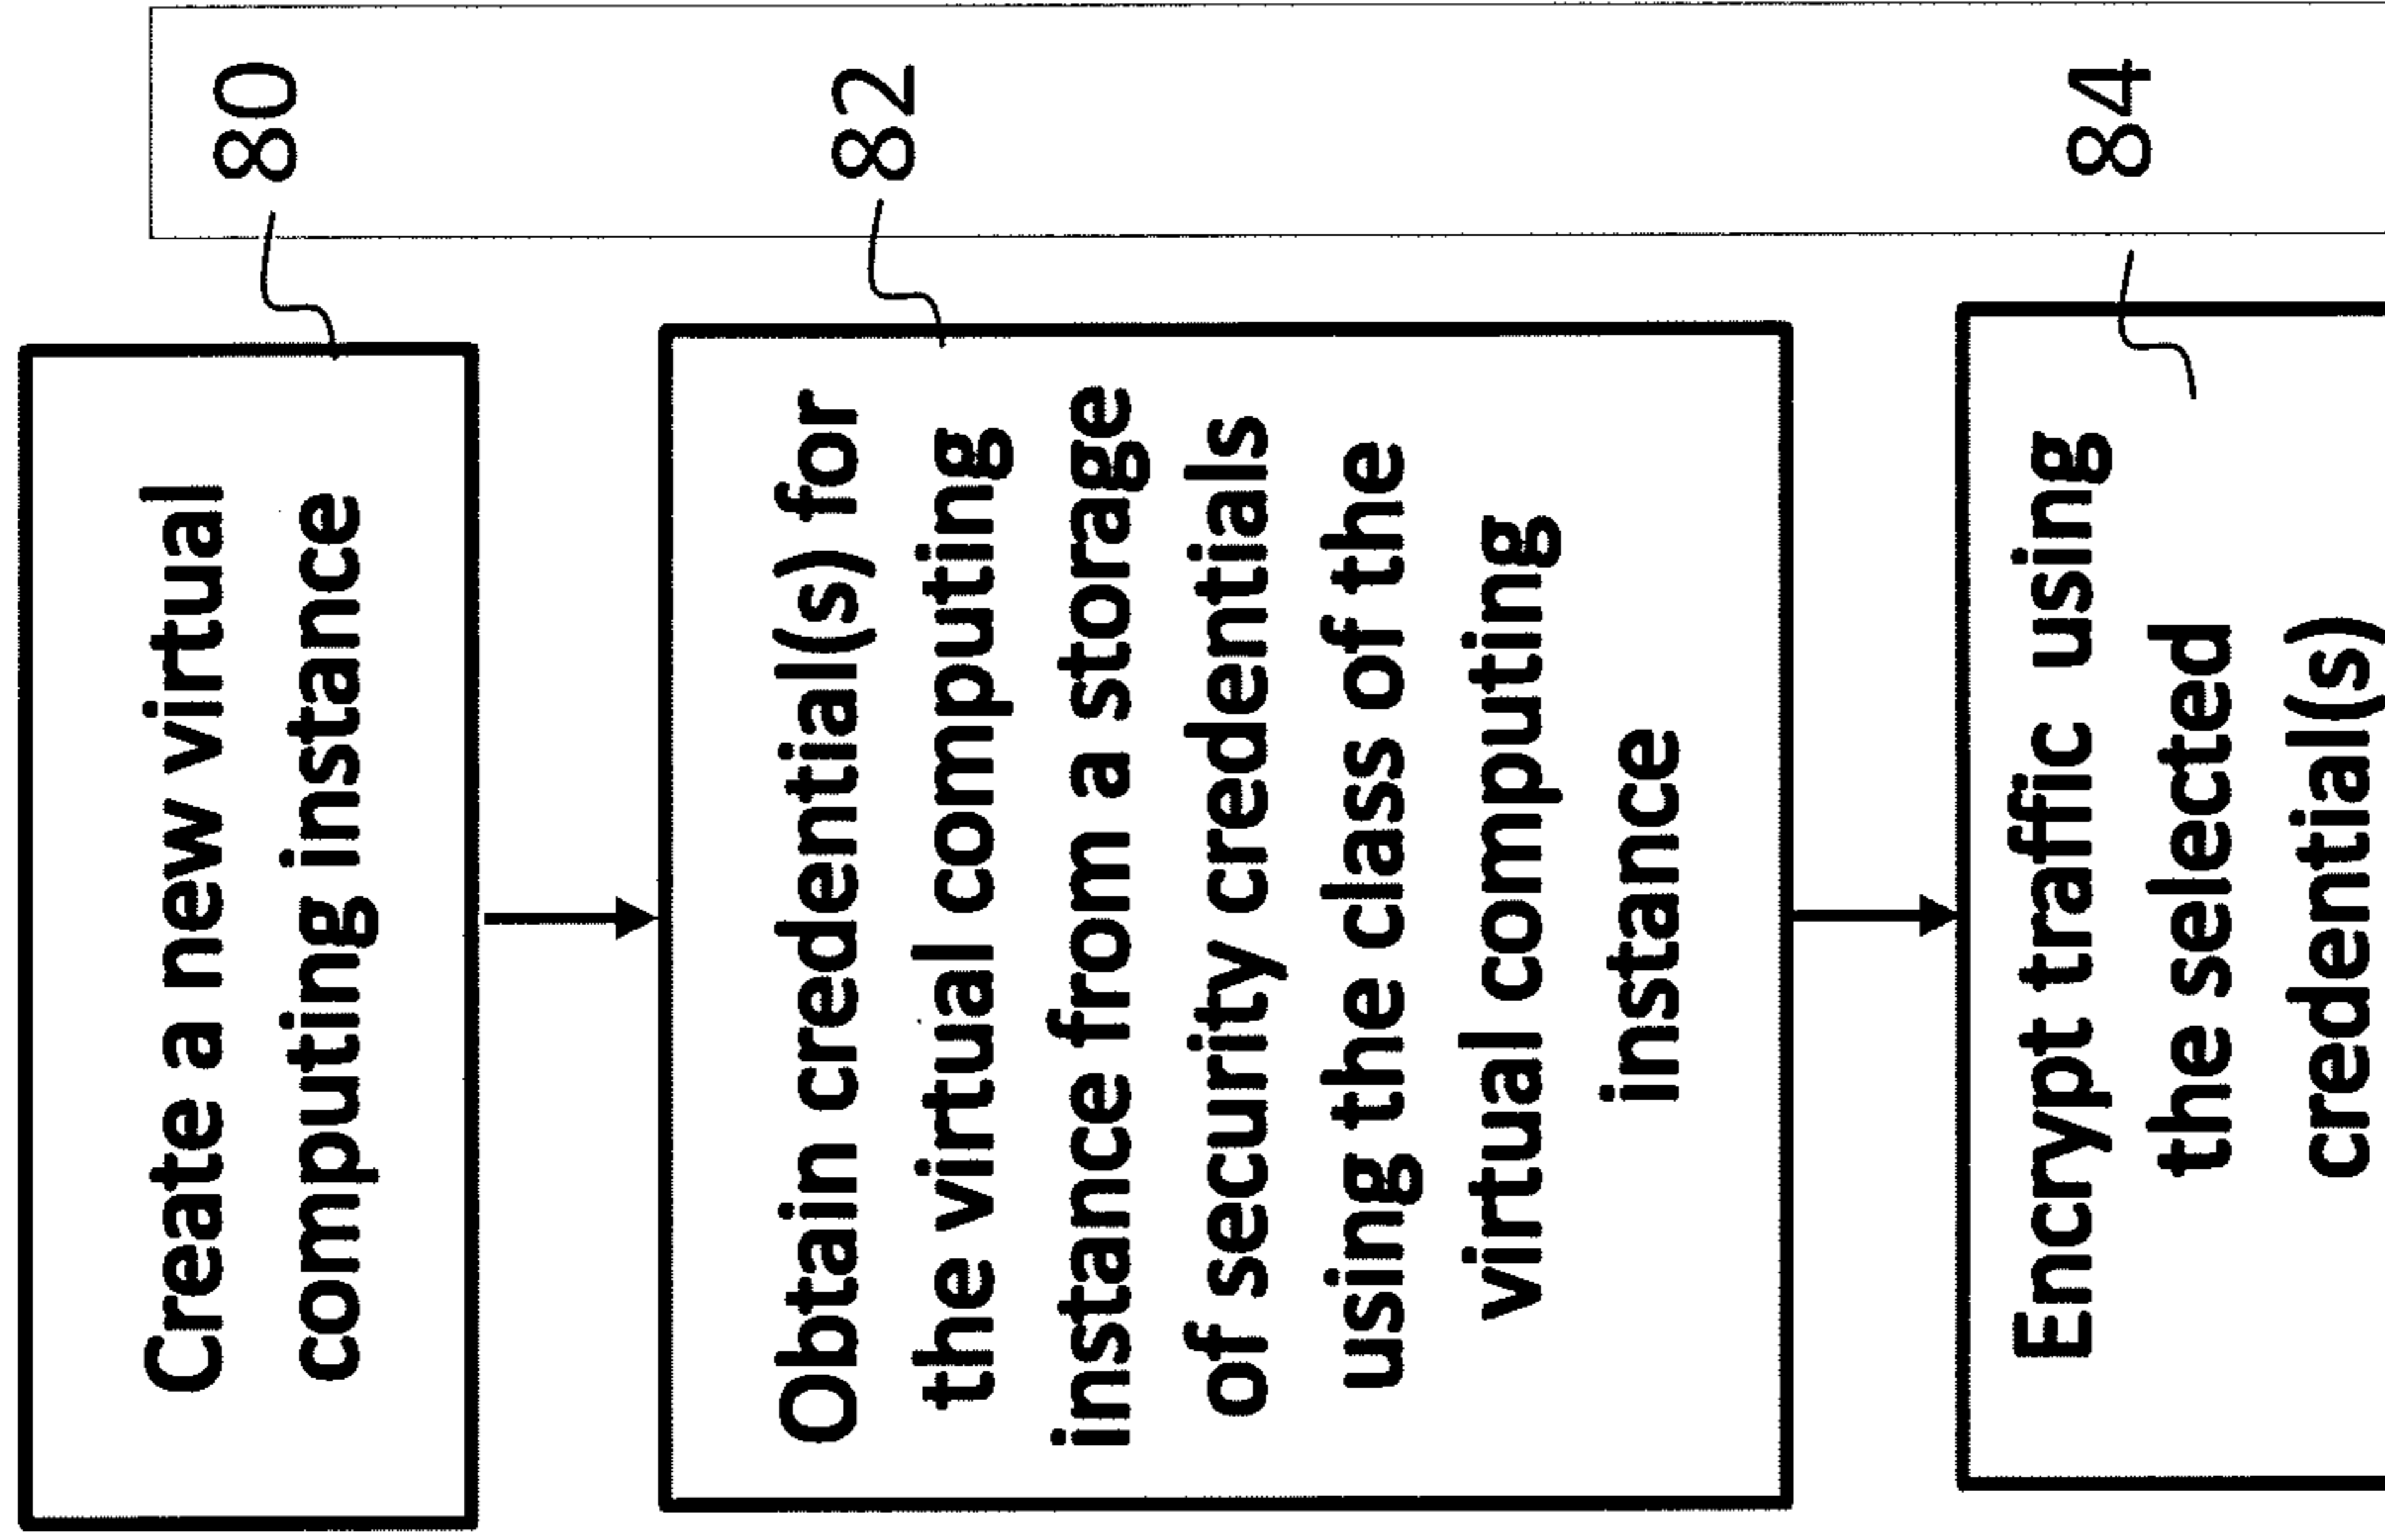 Create a new virtual
computing instance
80
Obtain credential(s) for
the virtual computing
instance from a storage
of security credentials
using the class of the
virtual computing
instance
82
Encrypt traffic using
the selected
credential(s)
84